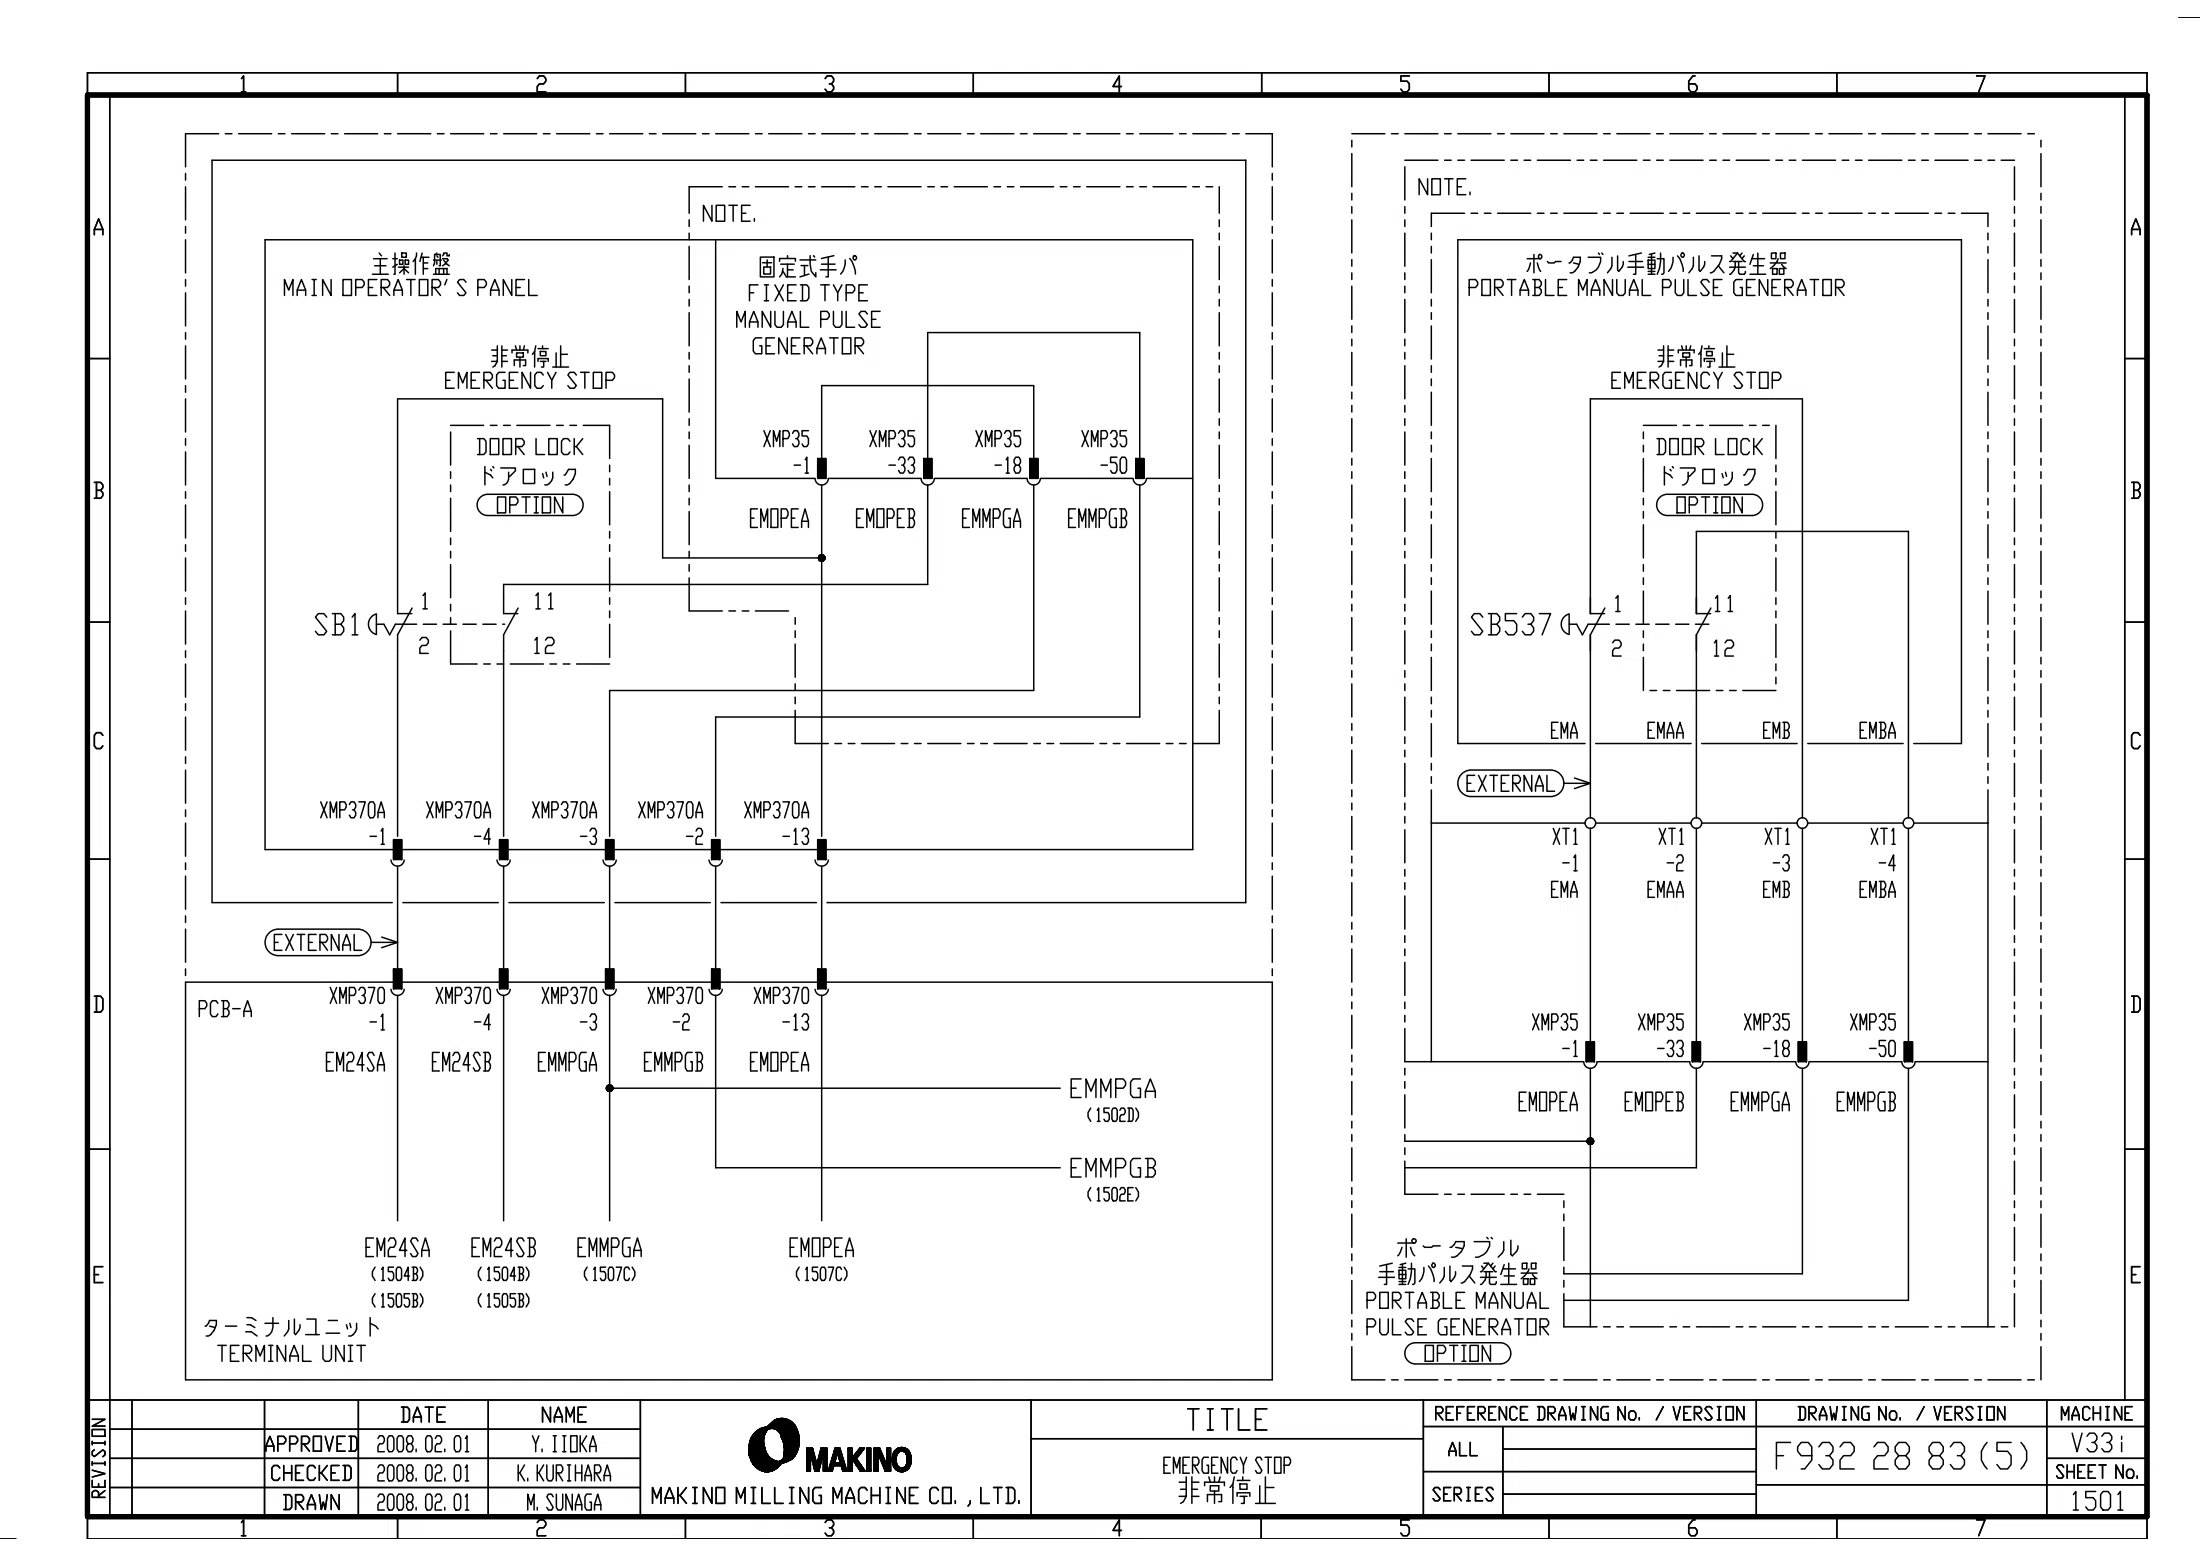 1 2 3 4 5 6 7
A
B
C
D
E
A
B
C
D
E
NOTE.
主操作盤
MAIN OPERATOR'S PANEL
固定式手パ
FIXED TYPE
MANUAL PULSE
GENERATOR
非常停止
EMERGENCY STOP
DOOR LOCK
ドアロック
OPTION
XMP35 XMP35 XMP35 XMP35
-1 -33 -18 -50
EMOPEA EMOPEB EMMPGA EMMPGB
1 11
SB1
2 12
XMP370A XMP370A XMP370A XMP370A XMP370A
-1 -4 -3 -2 -13
EXTERNAL
PCB-A
XMP370 XMP370 XMP370 XMP370 XMP370
-1 -4 -3 -2 -13
EM24SA EM24SB EMMPGA EMMPGB EMOPEA
EMMPGA
(1502D)
EMMPGB
(1502E)
EM24SA EM24SB EMMPGA EMOPEA
(1504B) (1504B) (1507C) (1507C)
(1505B) (1505B)
ターミナルユニット
TERMINAL UNIT
NOTE.
ポータブル手動パルス発生器
PORTABLE MANUAL PULSE GENERATOR
非常停止
EMERGENCY STOP
DOOR LOCK
ドアロック
OPTION
1 11
SB537
2 12
EMA EMAA EMB EMBA
EXTERNAL
XT1 XT1 XT1 XT1
-1 -2 -3 -4
EMA EMAA EMB EMBA
XMP35 XMP35 XMP35 XMP35
-1 -33 -18 -50
EMOPEA EMOPEB EMMPGA EMMPGB
ポータブル
手動パルス発生器
PORTABLE MANUAL
PULSE GENERATOR
OPTION
REVISION
DATE NAME
APPROVED 2008.02.01 Y. IIOKA
CHECKED 2008.02.01 K. KURIHARA
DRAWN 2008.02.01 M. SUNAGA
MAKINO
MAKINO MILLING MACHINE CO.,LTD.
TITLE
EMERGENCY STOP
非常停止
REFERENCE DRAWING No. / VERSION
ALL
SERIES
DRAWING No. / VERSION
F932 28 83(5)
MACHINE
V33i
SHEET No.
1501
1 2 3 4 5 6 7